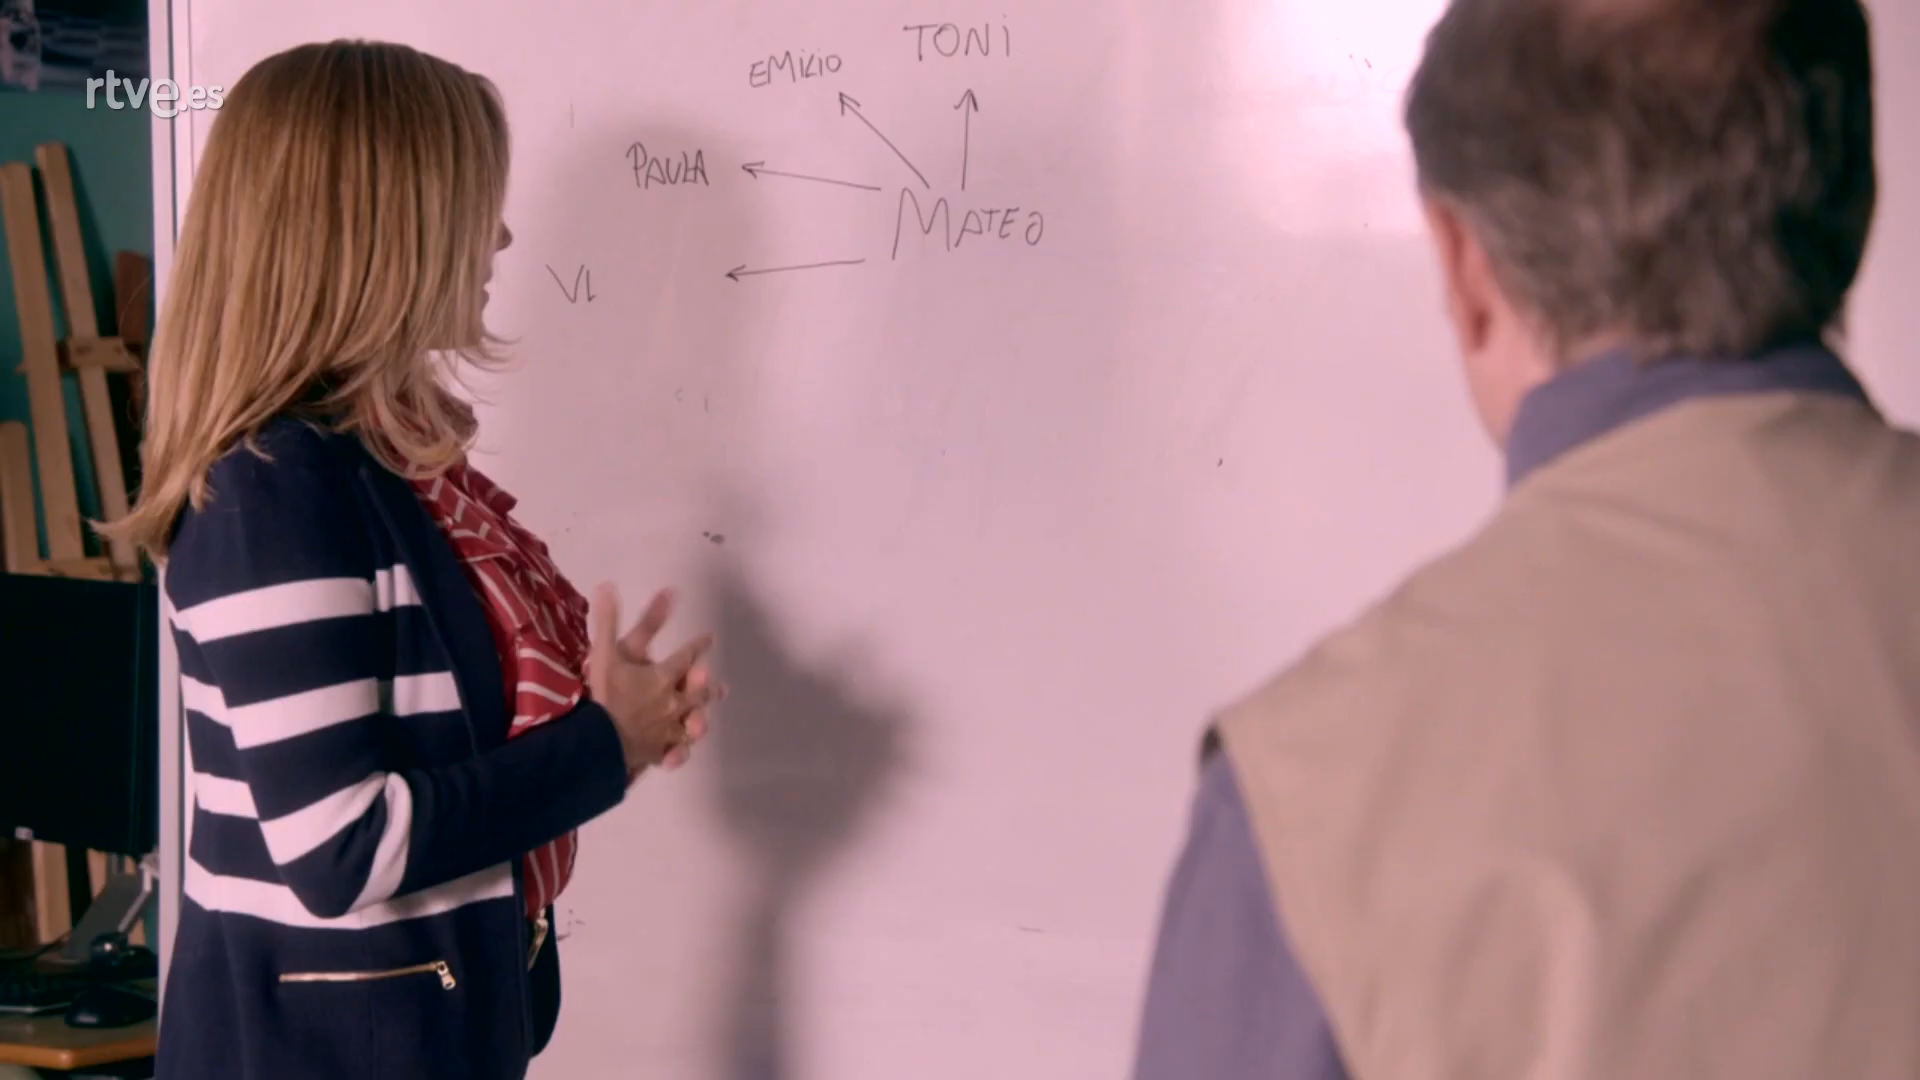 rtve.es
TONi
EMiLiO
PAULA
MATEO
VL